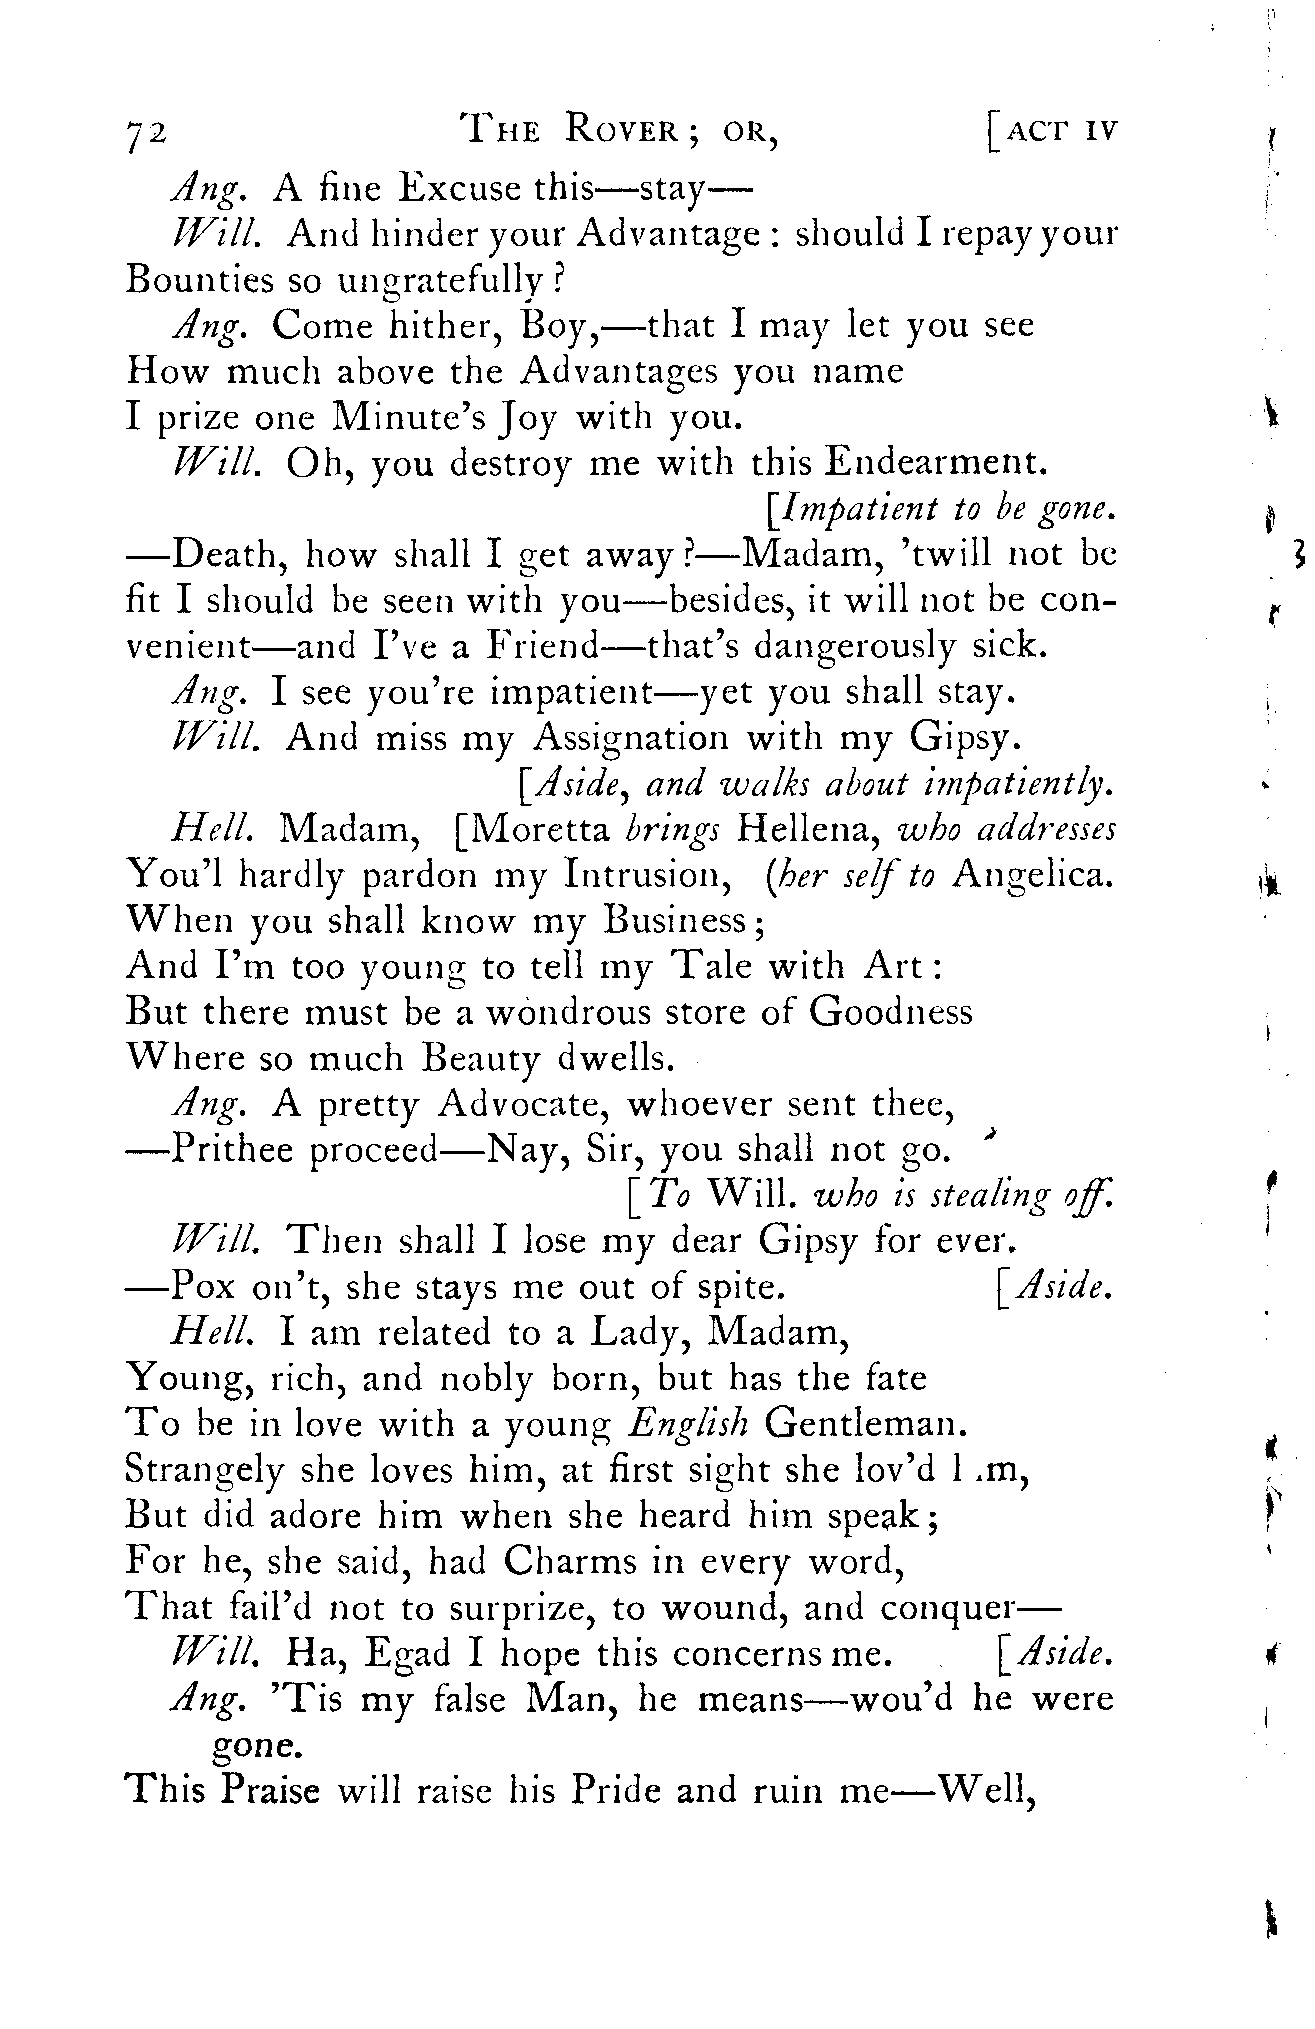 72 THE ROVER; OR, [ACT IV
Ang. A fine Excuse this—stay—
Will. And hinder your Advantage: should I repay your
Bounties so ungratefully?
Ang. Come hither, Boy,—that I may let you see
How much above the Advantages you name
I prize one Minute's Joy with you.
Will. Oh, you destroy me with this Endearment.
[Impatient to be gone.
—Death, how shall I get away?—Madam, 'twill not be
fit I should be seen with you—besides, it will not be con-
venient—and I've a Friend—that's dangerously sick.
Ang. I see you're impatient—yet you shall stay.
Will. And miss my Assignation with my Gipsy.
[Aside, and walks about impatiently.
Hell. Madam, [Moretta brings Hellena, who addresses
You'l hardly pardon my Intrusion, (her self to Angelica.
When you shall know my Business;
And I'm too young to tell my Tale with Art:
But there must be a wondrous store of Goodness
Where so much Beauty dwells.
Ang. A pretty Advocate, whoever sent thee,
—Prithee proceed—Nay, Sir, you shall not go.
[To Will. who is stealing off.
Will. Then shall I lose my dear Gipsy for ever.
—Pox on't, she stays me out of spite. [Aside.
Hell. I am related to a Lady, Madam,
Young, rich, and nobly born, but has the fate
To be in love with a young English Gentleman.
Strangely she loves him, at first sight she lov'd
But did adore him when she heard him speak;
For he, she said, had Charms in every word,
That fail'd not to surprize, to wound, and conquer—
Will. Ha, Egad I hope this concerns me. [Aside.
Ang. 'Tis my false Man, he means—wou'd he were
gone.
This Praise will raise his Pride and ruin me—Well,